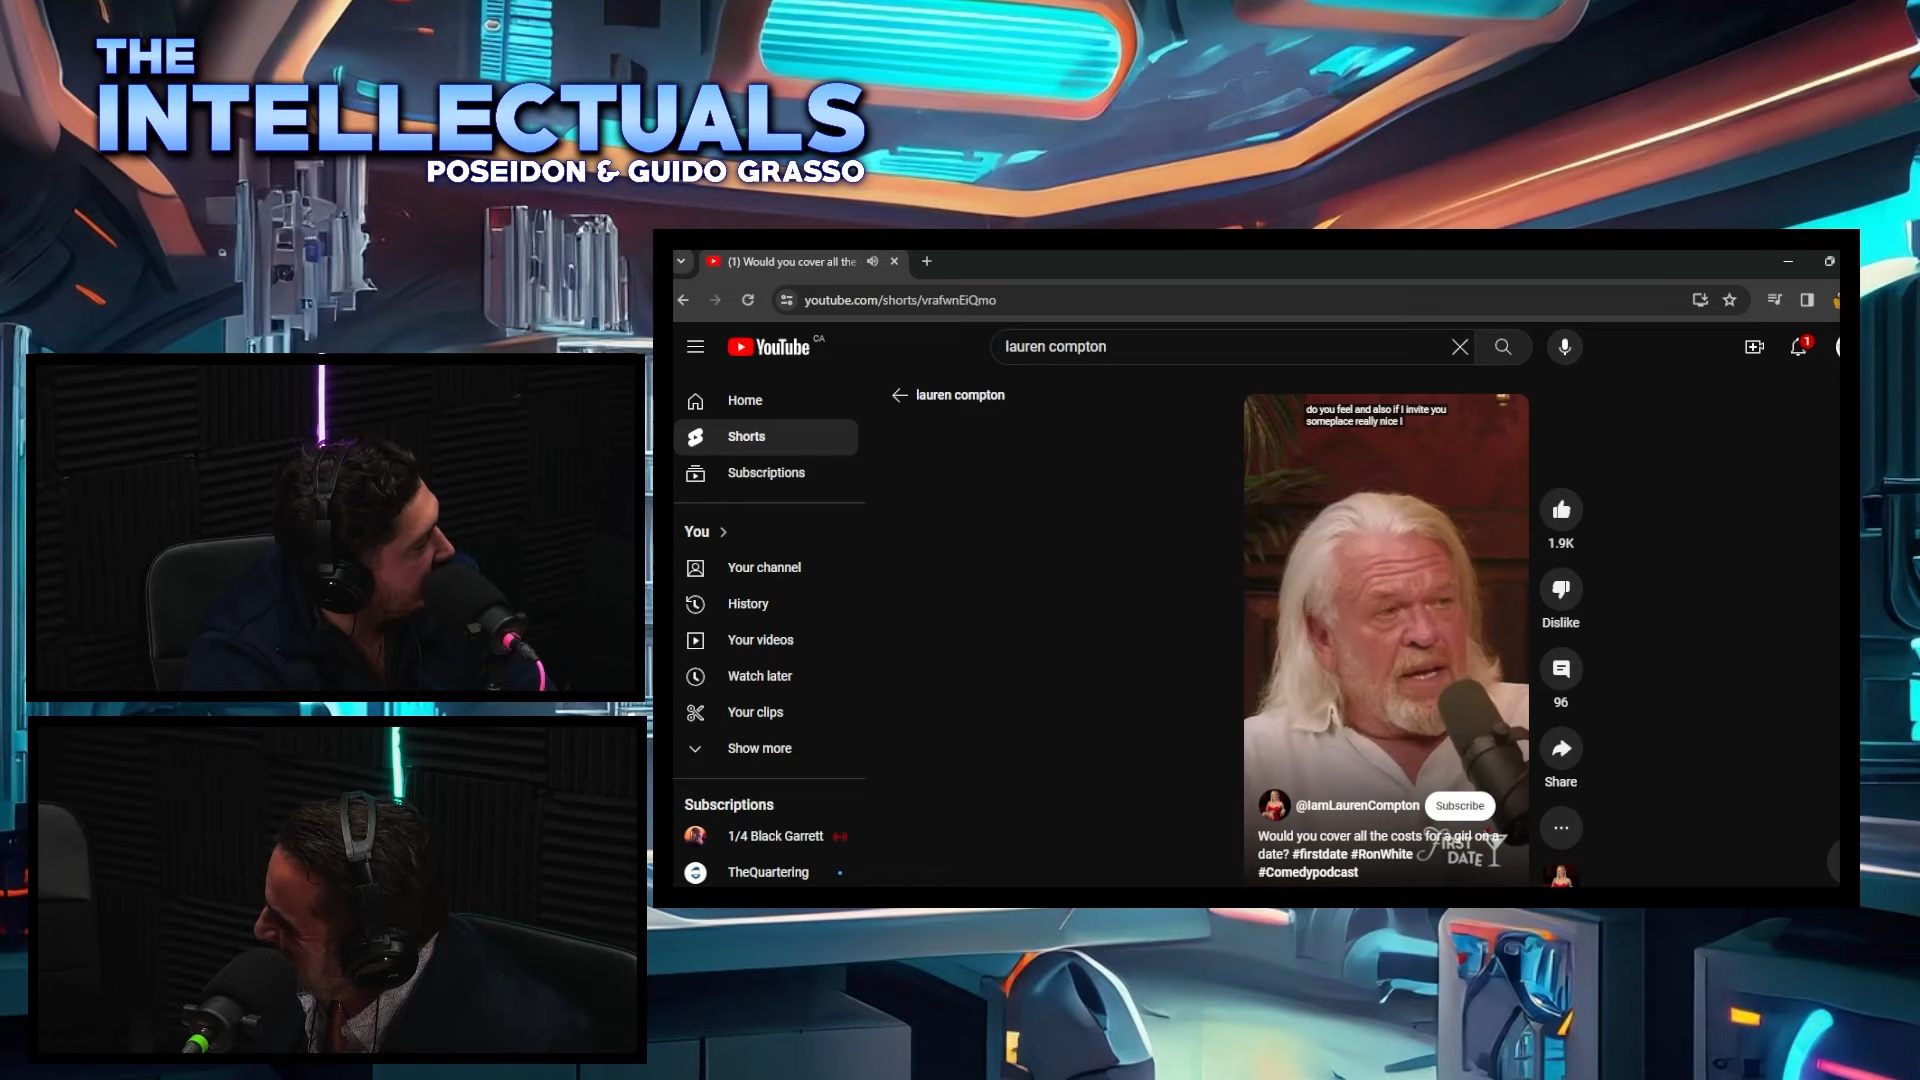 THE
INTELLECTUALS
POSEIDON & GUIDO GRASSO
(1) Would you cover all the
youtube.com/shorts/vrafwnEiQmo
YouTube CA
lauren compton
1
Home
Shorts
Subscriptions
You
Your channel
History
Your videos
Watch later
Your clips
Show more
Subscriptions
1/4 Black Garrett
TheQuartering
lauren compton
do you feel and also if I invite you
someplace really nice I
1.9K
Dislike
96
Share
@IamLaurenCompton Subscribe
Would you cover all the costs for a girl on a
date? #firstdate #RonWhite
#Comedypodcast
FIRST
DATE